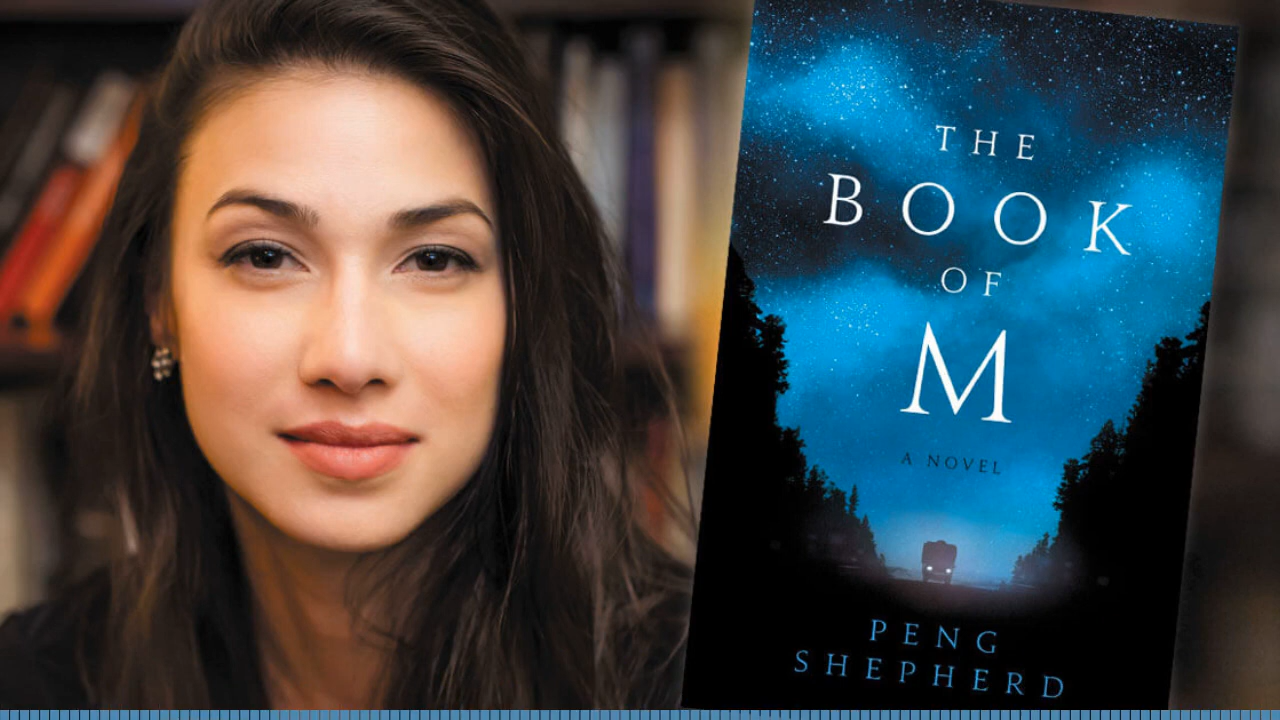 THE
BOOK
OF
M
A NOVEL
PENG
SHEPHERD